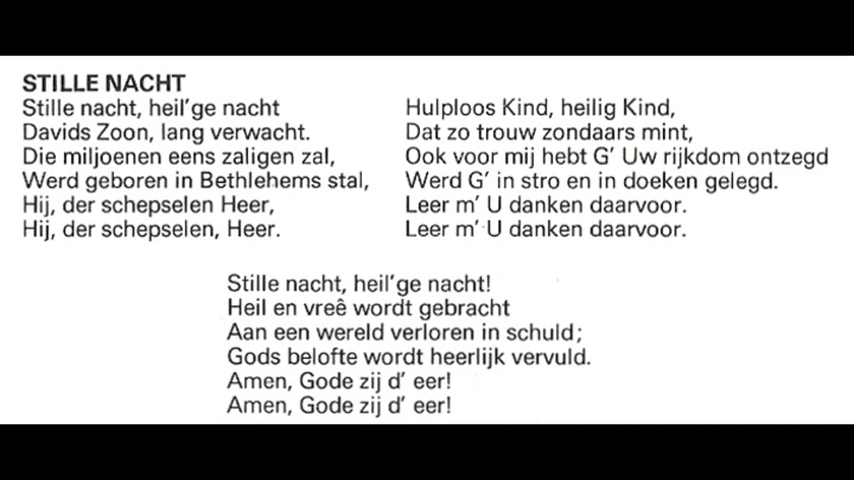 STILLE NACHT
Stille nacht, heil'ge nacht
Davids Zoon, lang verwacht.
Die miljoenen eens zaligen zal,
Werd geboren in Bethlehems stal,
Hij, der schepselen Heer,
Hij, der schepselen, Heer.
Hulploos Kind, heilig Kind,
Dat zo trouw zondaars mint,
Ook voor mij hebt G' Uw rijkdom ontzegd
Werd G' in stro en in doeken gelegd.
Leer m' U danken daarvoor.
Leer m' U danken daarvoor.
Stille nacht, heil'ge nacht!
Heil en vreê wordt gebracht
Aan een wereld verloren in schuld;
Gods belofte wordt heerlijk vervuld.
Amen, Gode zij d' eer!
Amen, Gode zij d' eer!